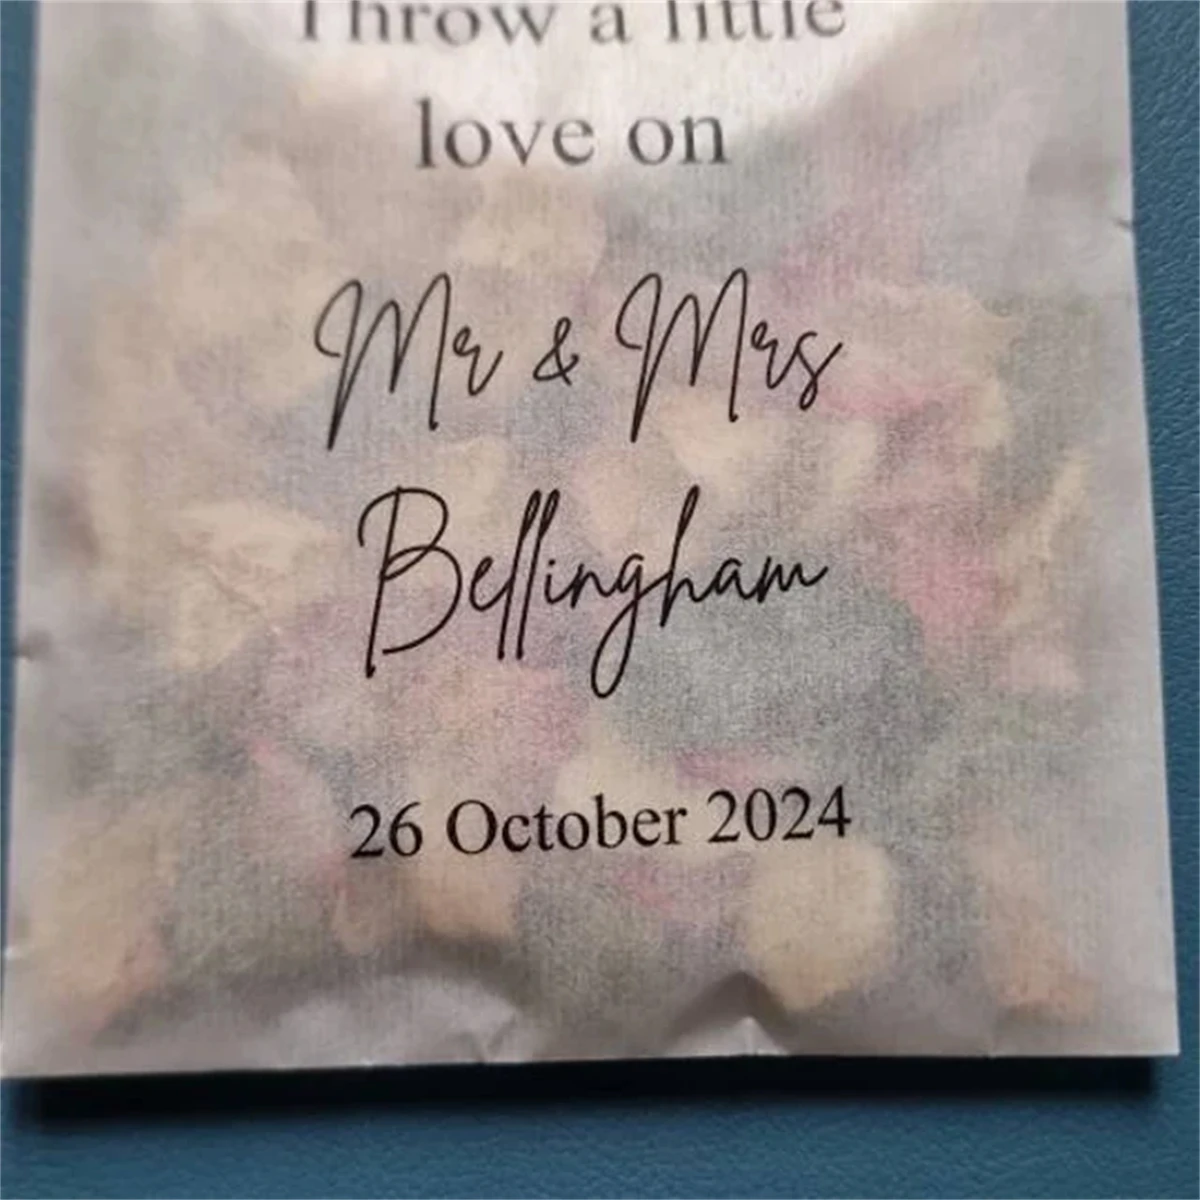 Throw a little
love on
Mr & Mrs
Bellingham
26 October 2024